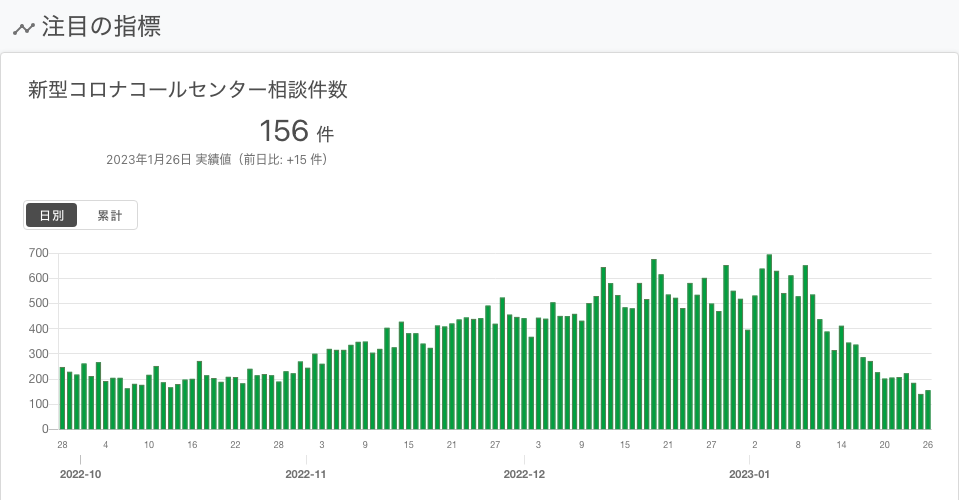 注目の指標
新型コロナコールセンター相談件数
156 件
2023年1月26日 実績値（前日比: +15 件）
日別 累計
700
600
500
400
300
200
100
0
28 4 10 16 22 28 3 9 15 21 27 3 9 15 21 27 2 8 14 20 26
2022-10 2022-11 2022-12 2023-01